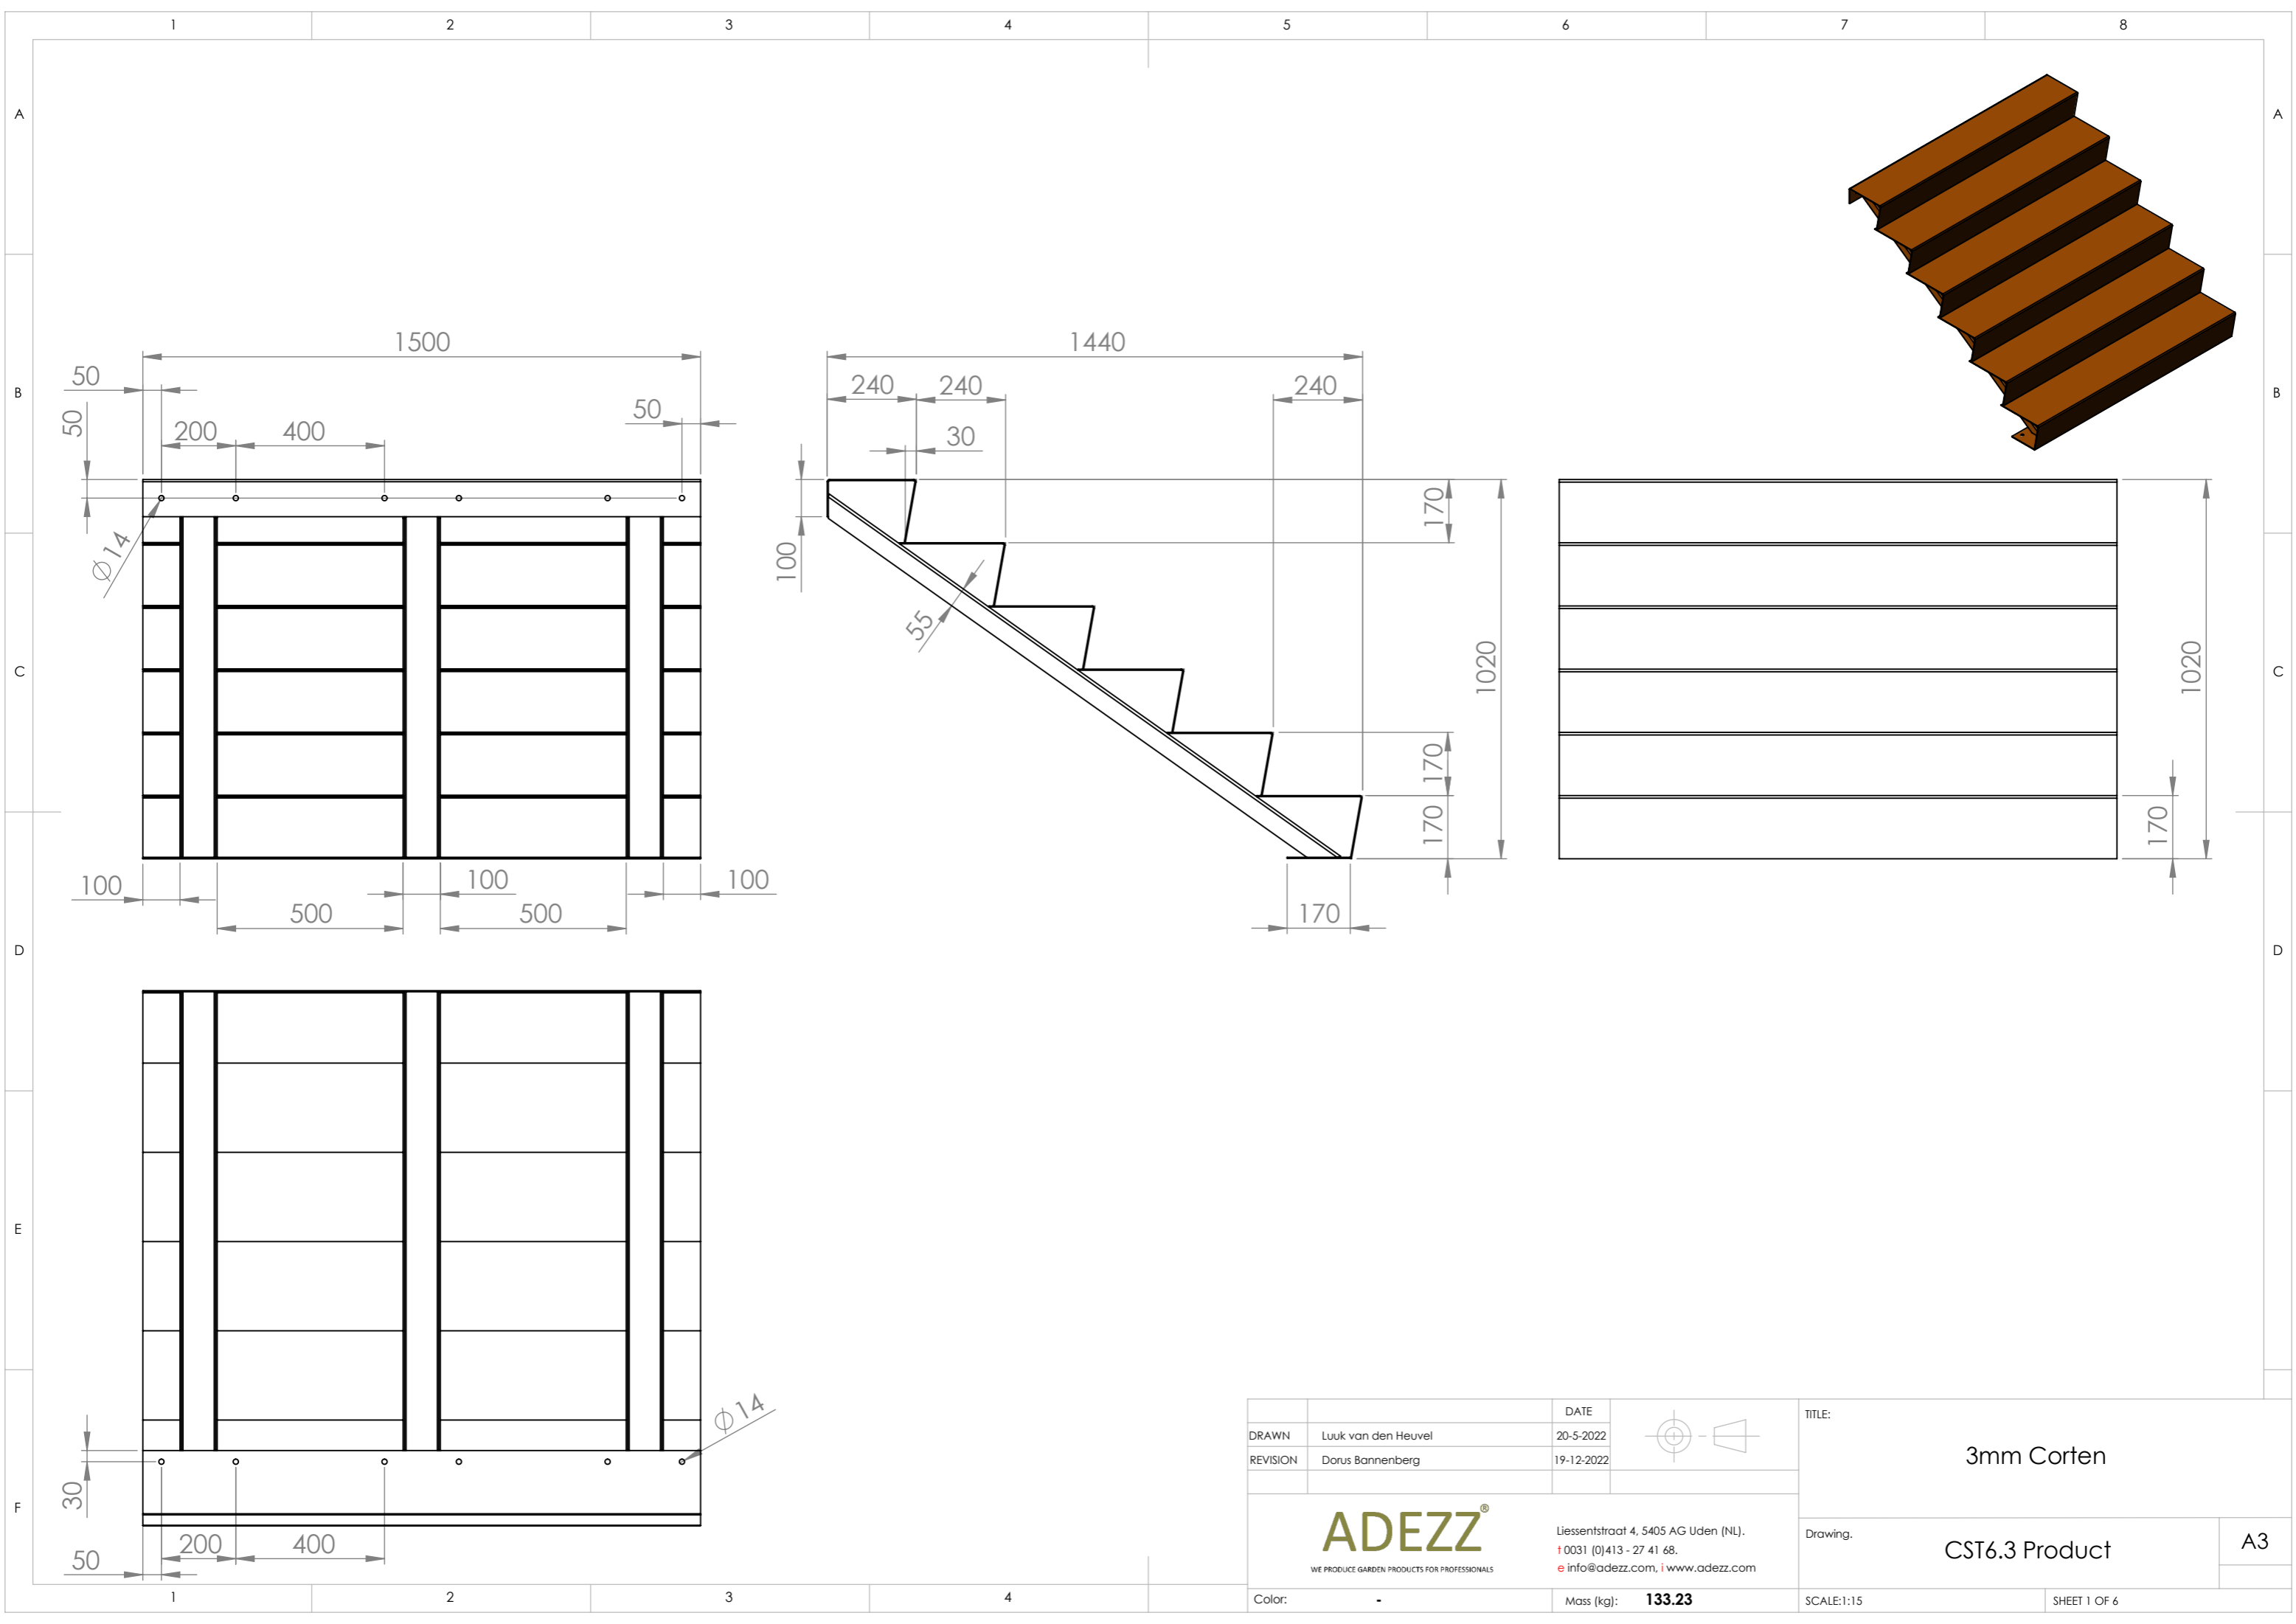 1 2 3 4 5 6 7 8
A A
1500
1440
50
240 240 240
B B
50
50
200 400
30
170
100
Ø14
55
C 1020 1020 C
170
170 170
100 100 100
500 500
170
D D
E E
Ø14
30
F
200 400
50
1 2 3 4
DATE
DRAWN Luuk van den Heuvel 20-5-2022
REVISION Dorus Bannenberg 19-12-2022
TITLE:
3mm Corten
ADEZZ®
WE PRODUCE GARDEN PRODUCTS FOR PROFESSIONALS
Liessentstraat 4, 5405 AG Uden (NL).
t 0031 (0)413 - 27 41 68.
e info@adezz.com, i www.adezz.com
Drawing.
CST6.3 Product
A3
Color: -
Mass (kg): 133.23
SCALE:1:15
SHEET 1 OF 6